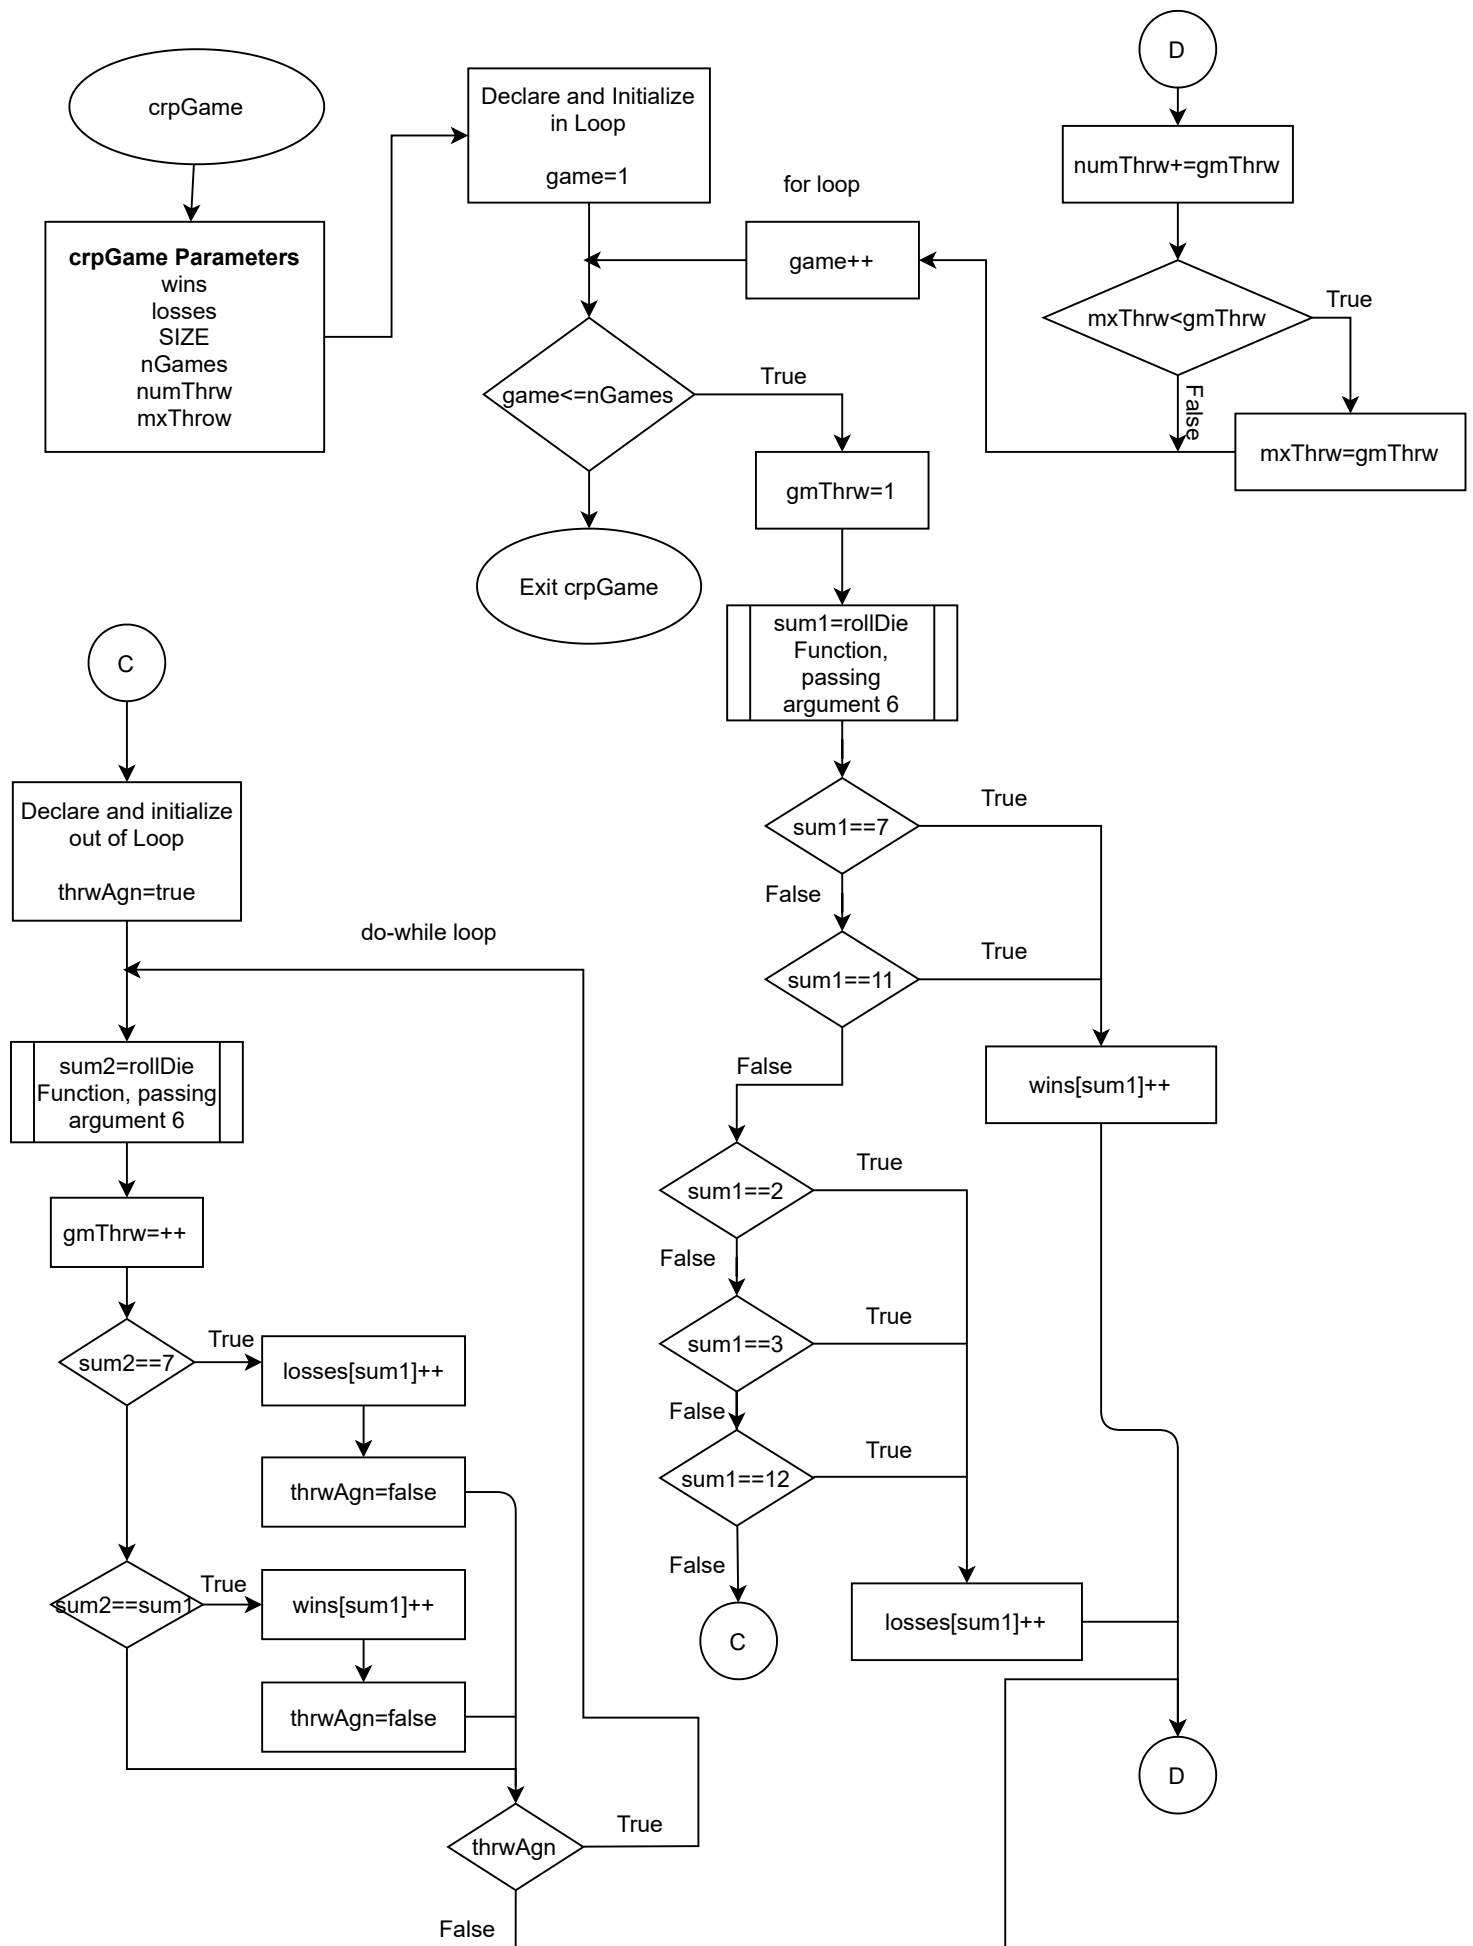 crpGame
crpGame Parameters
wins
losses
SIZE
nGames
numThrw
mxThrow
Declare and Initialize
in Loop
game=1
for loop
game++
game<=nGames
True
Exit crpGame
gmThrw=1
sum1=rollDie
Function,
passing
argument 6
sum1==7
True
False
sum1==11
True
False
wins[sum1]++
sum1==2
True
False
sum1==3
True
False
sum1==12
True
False
C
losses[sum1]++
D
D
numThrw+=gmThrw
mxThrw<gmThrw
True
False
mxThrw=gmThrw
C
Declare and initialize
out of Loop
thrwAgn=true
do-while loop
sum2=rollDie
Function, passing
argument 6
gmThrw=++
sum2==7
True
losses[sum1]++
thrwAgn=false
sum2==sum1
True
wins[sum1]++
thrwAgn=false
thrwAgn
True
False